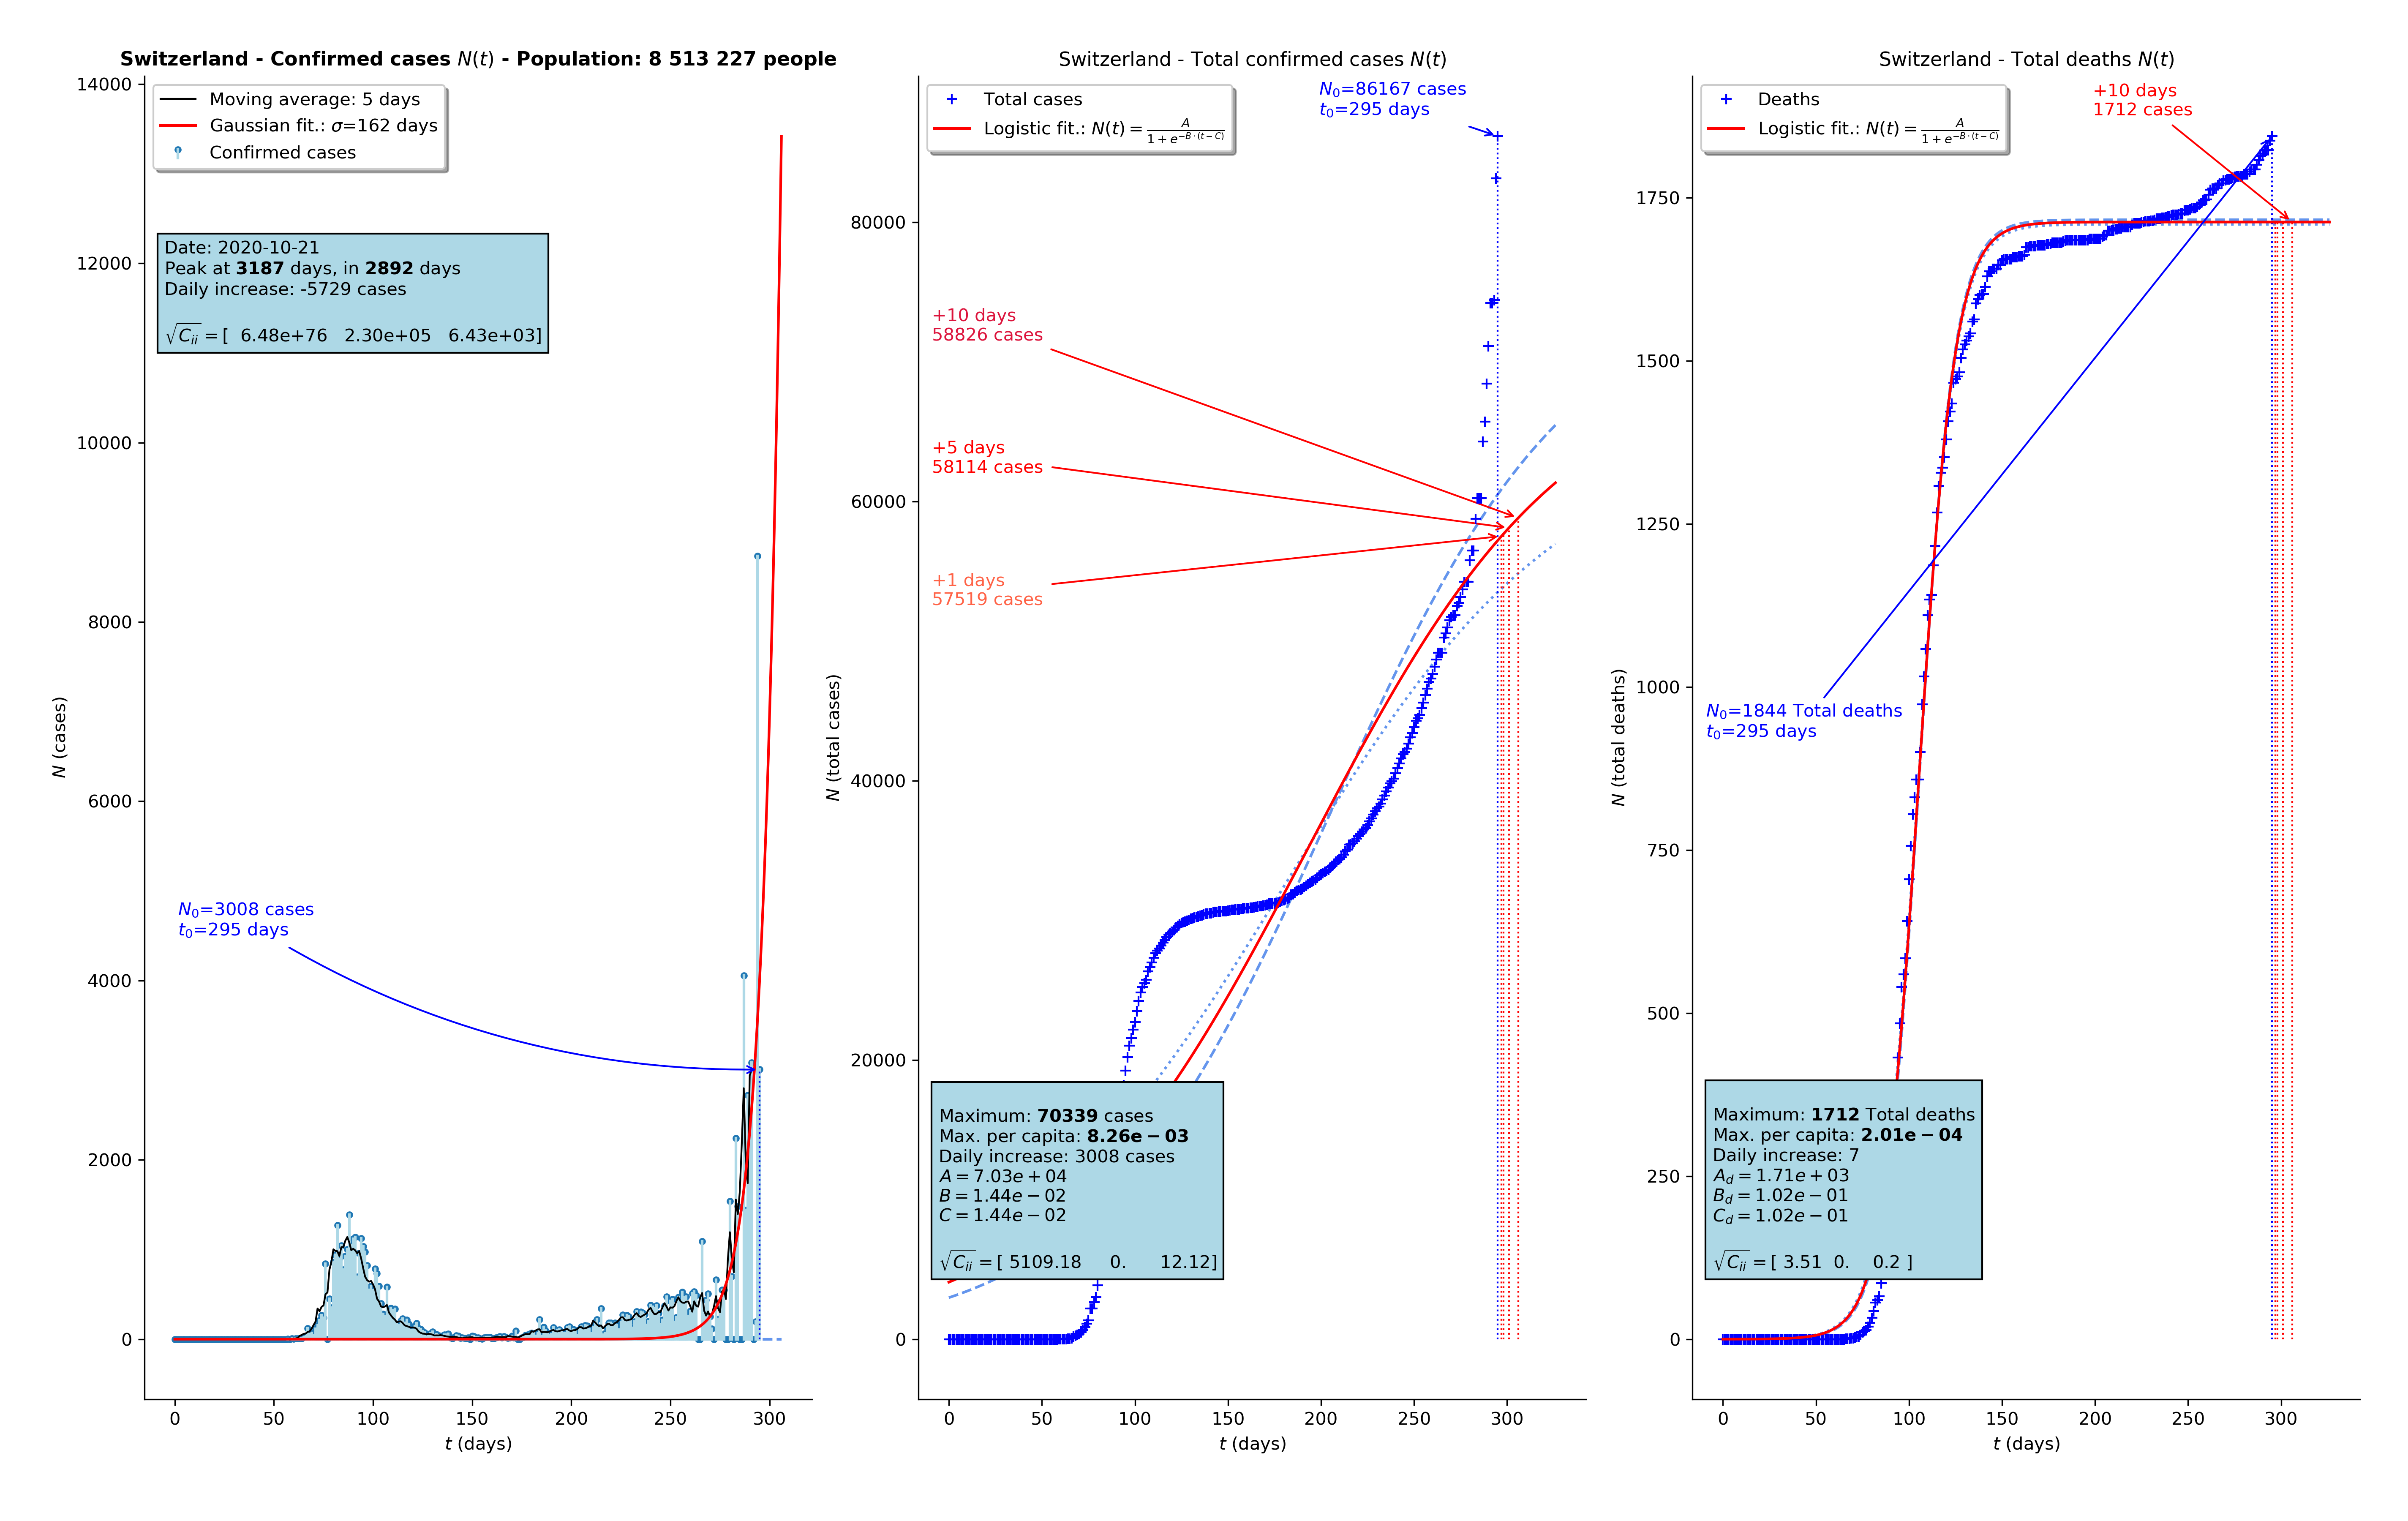 Switzerland - Confirmed cases N(t) - Population: 8 513 227 people
Moving average: 5 days
Gaussian fit.: σ=162 days
Confirmed cases
Date: 2020-10-21
Peak at 3187 days, in 2892 days
Daily increase: -5729 cases
√C_ii = [ 6.48e+76 2.30e+05 6.43e+03]
N₀=3008 cases
t₀=295 days
N (cases)
14000
12000
10000
8000
6000
4000
2000
0
0 50 100 150 200 250 300
t (days)
Switzerland - Total confirmed cases N(t)
Total cases
Logistic fit.: N(t) = A / (1 + e^(−B·(t−C)))
N₀=86167 cases
t₀=295 days
+10 days
58826 cases
+5 days
58114 cases
+1 days
57519 cases
Maximum: 70339 cases
Max. per capita: 8.26e − 03
Daily increase: 3008 cases
A = 7.03e + 04
B = 1.44e − 02
C = 1.44e − 02
√C_ii = [ 5109.18 0. 12.12]
N (total cases)
80000
60000
40000
20000
0
0 50 100 150 200 250 300
t (days)
Switzerland - Total deaths N(t)
Deaths
Logistic fit.: N(t) = A / (1 + e^(−B·(t−C)))
+10 days
1712 cases
N₀=1844 Total deaths
t₀=295 days
Maximum: 1712 Total deaths
Max. per capita: 2.01e − 04
Daily increase: 7
A_d = 1.71e + 03
B_d = 1.02e − 01
C_d = 1.02e − 01
√C_ii = [ 3.51 0. 0.2 ]
N (total deaths)
1750
1500
1250
1000
750
500
250
0
0 50 100 150 200 250 300
t (days)